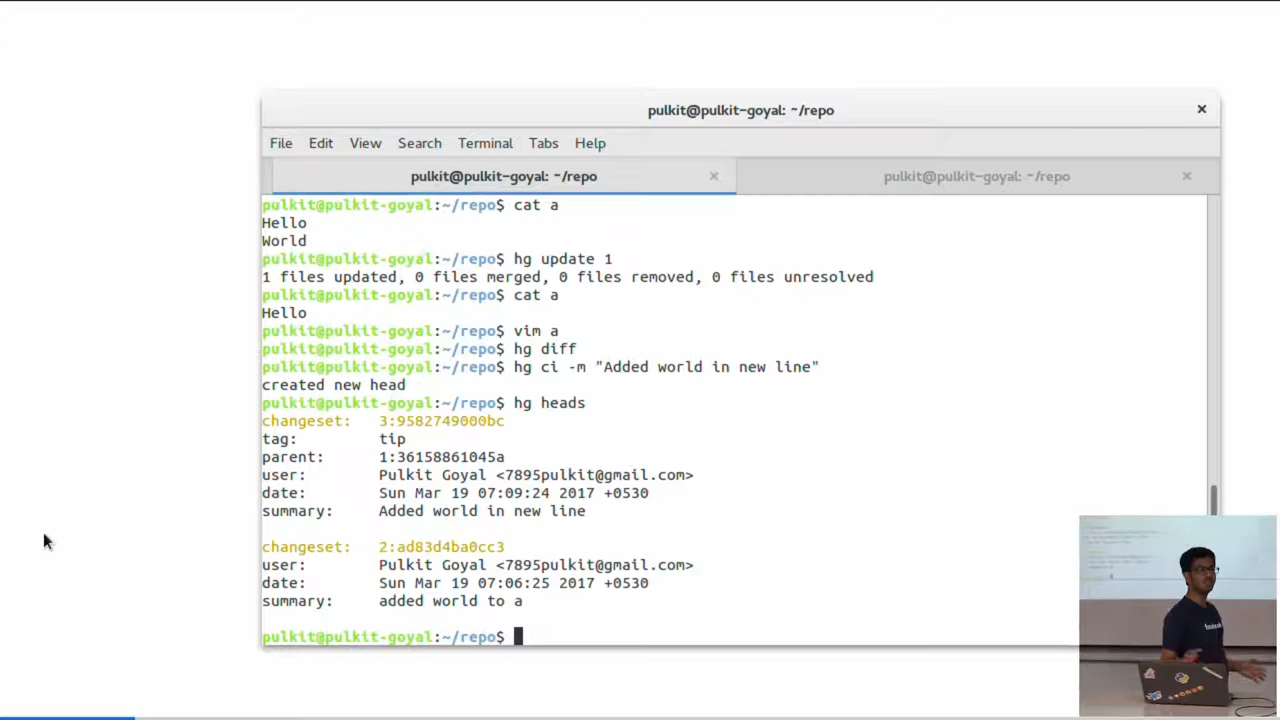 pulkit@pulkit-goyal: ~/repo
File Edit View Search Terminal Tabs Help
pulkit@pulkit-goyal: ~/repo pulkit@pulkit-goyal: ~/repo
pulkit@pulkit-goyal:~/repo$ cat a
Hello
World
pulkit@pulkit-goyal:~/repo$ hg update 1
1 files updated, 0 files merged, 0 files removed, 0 files unresolved
pulkit@pulkit-goyal:~/repo$ cat a
Hello
pulkit@pulkit-goyal:~/repo$ vim a
pulkit@pulkit-goyal:~/repo$ hg diff
pulkit@pulkit-goyal:~/repo$ hg ci -m "Added world in new line"
created new head
pulkit@pulkit-goyal:~/repo$ hg heads
changeset: 3:9582749000bc
tag: tip
parent: 1:36158861045a
user: Pulkit Goyal <7895pulkit@gmail.com>
date: Sun Mar 19 07:09:24 2017 +0530
summary: Added world in new line
changeset: 2:ad83d4ba0cc3
user: Pulkit Goyal <7895pulkit@gmail.com>
date: Sun Mar 19 07:06:25 2017 +0530
summary: added world to a
pulkit@pulkit-goyal:~/repo$